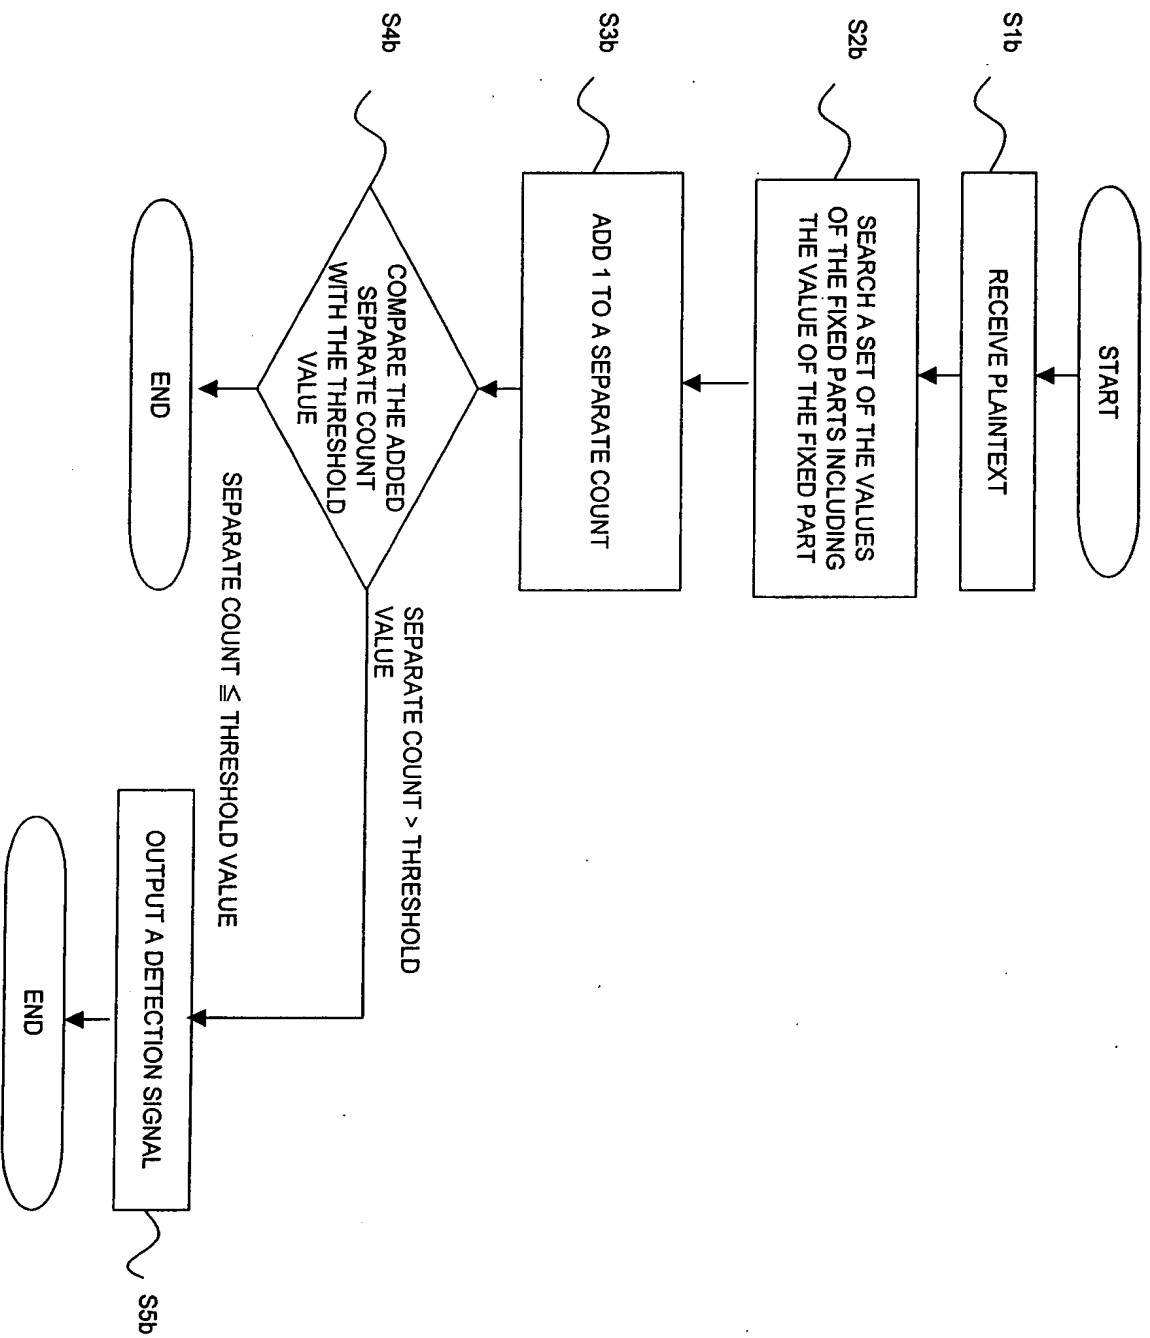 START
S1b
RECEIVE PLAINTEXT
S2b
SEARCH A SET OF THE VALUES
OF THE FIXED PARTS INCLUDING
THE VALUE OF THE FIXED PART
S3b
ADD 1 TO A SEPARATE COUNT
S4b
COMPARE THE ADDED
SEPARATE COUNT
WITH THE THRESHOLD
VALUE
SEPARATE COUNT > THRESHOLD
VALUE
SEPARATE COUNT ≦ THRESHOLD VALUE
END
OUTPUT A DETECTION SIGNAL
S5b
END